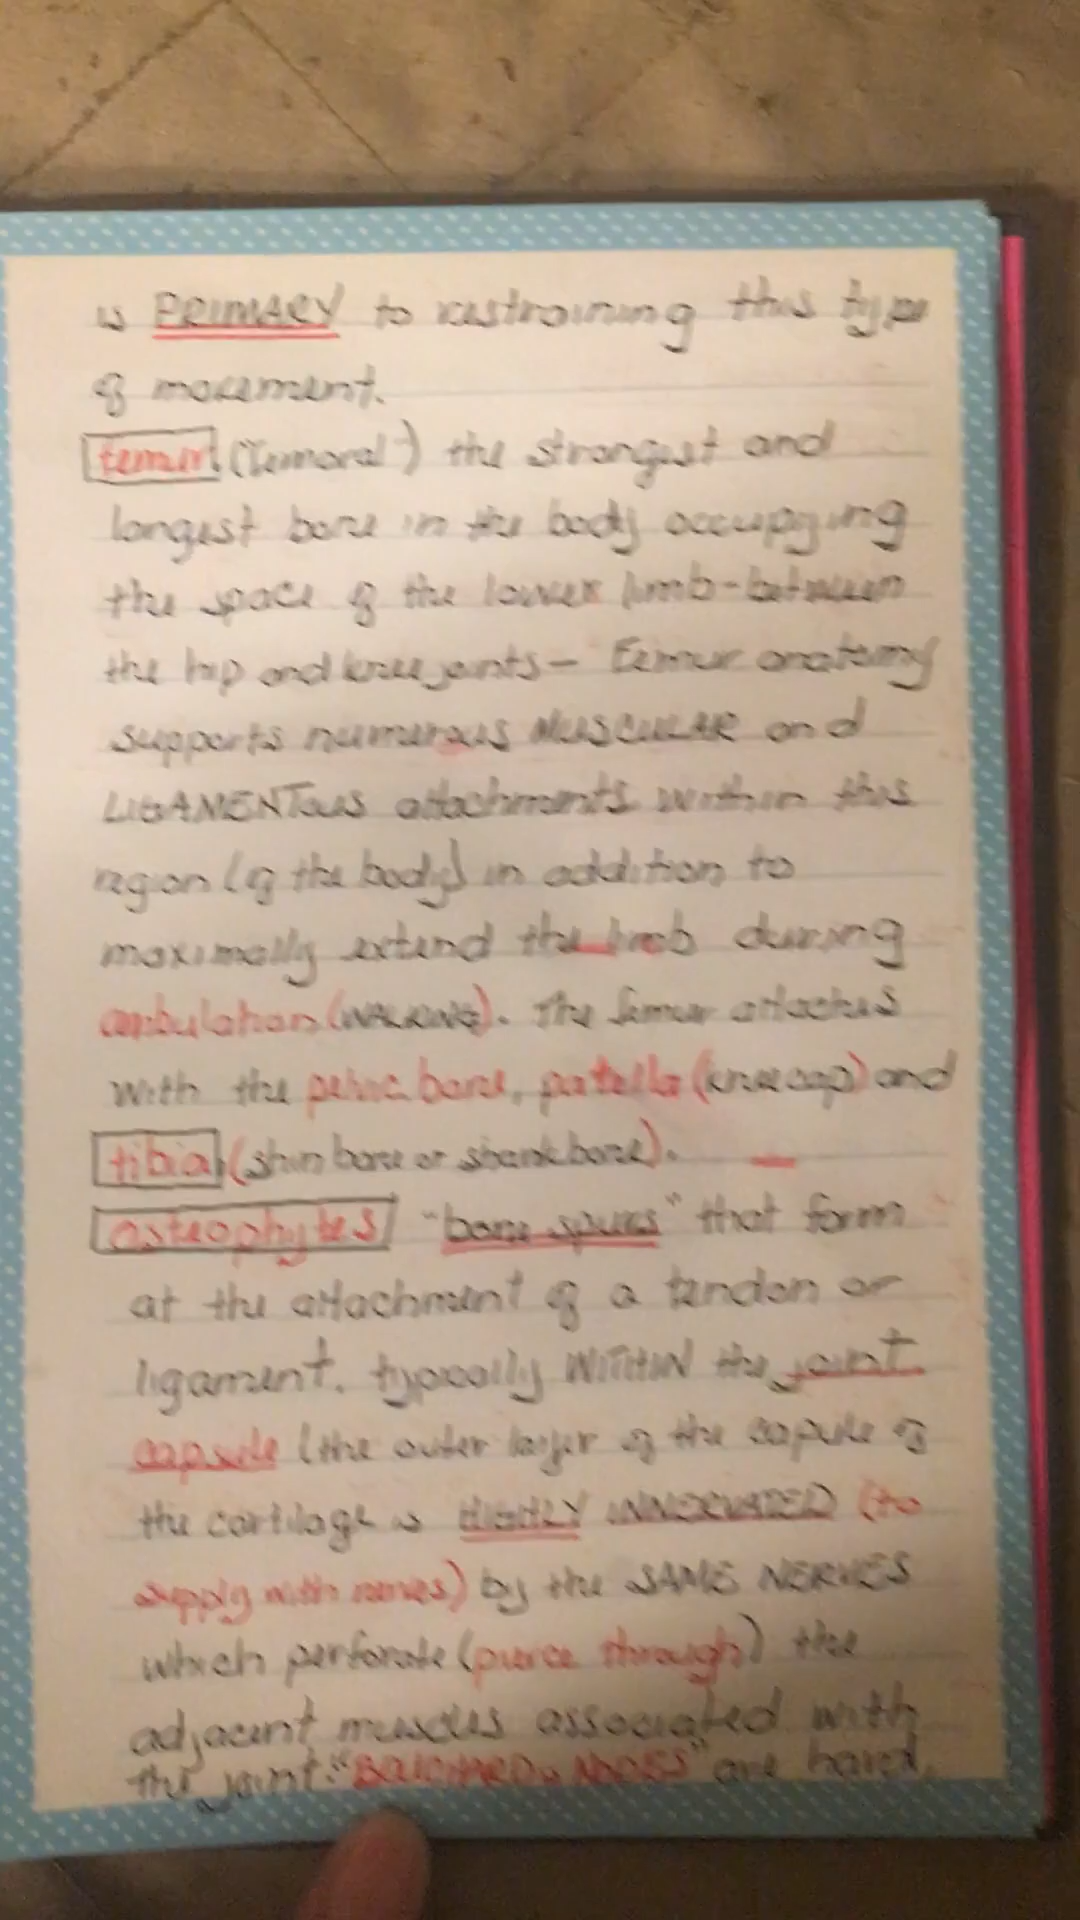 is PRIMARY to restraining this type
of movement.
femur (femoral) the strongest and
longest bone in the body occupying
the space of the lower limb - between
the hip and knee joints - Femur anatomy
supports numerous MUSCULAR and
LIGAMENTous attachments within this
region (of the body) in addition to
maximally extend the limb during
ambulation (WALKING). The femur attaches
with the pelvic bone, patella (knee cap) and
tibia (shin bone or shank bone).
osteophytes "bone spurs" that form
at the attachment of a tendon or
ligament. typically WITHIN the joint
capsule (the outer layer of the capule of
the cartilage is HIGHLY INNERVATED (to
supply with nerves) by the SAME NERVES
which perforate (pierce through) the
adjacent muscles associated with
the joint. "BOUCHARD's NODES" are hard,